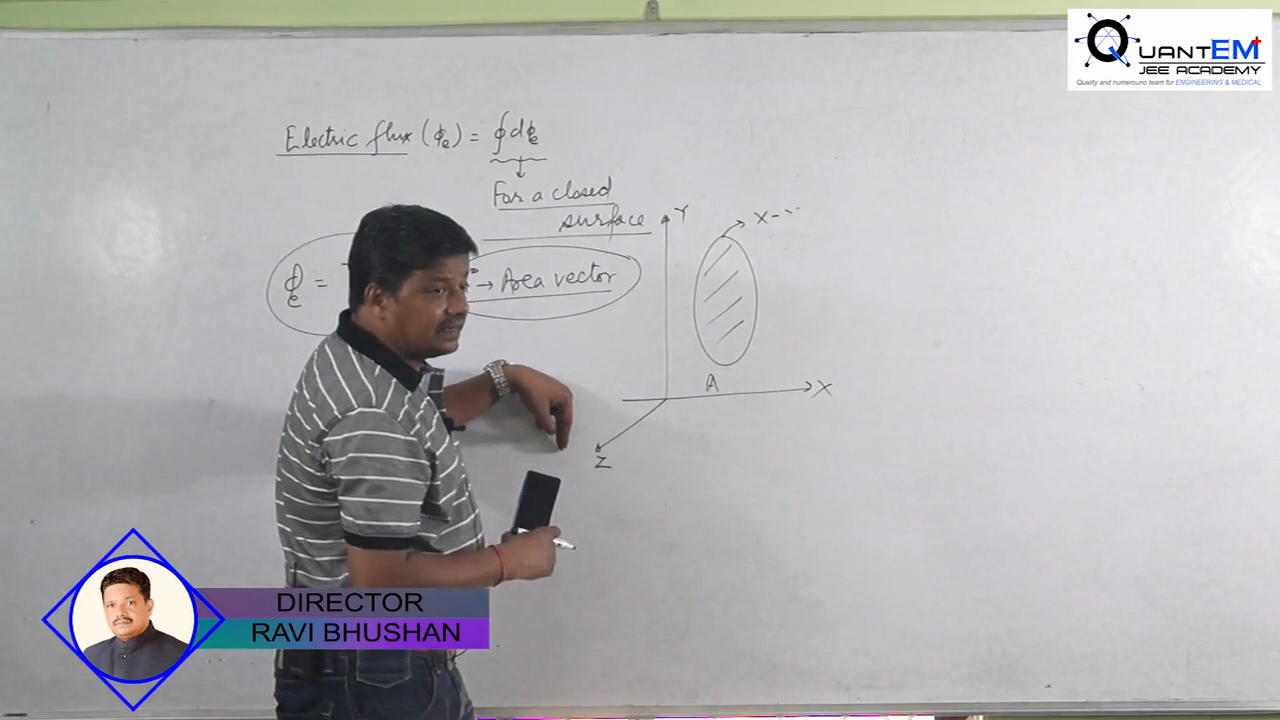 QUANTEM+
JEE ACADEMY
Quality and numerouno team for ENGINEERING & MEDICAL
Electric flux (ϕe) = ∮dϕe
For a closed
surface
Y
X-Y
ϕe =
→ Area vector
A
X
Z
DIRECTOR
RAVI BHUSHAN